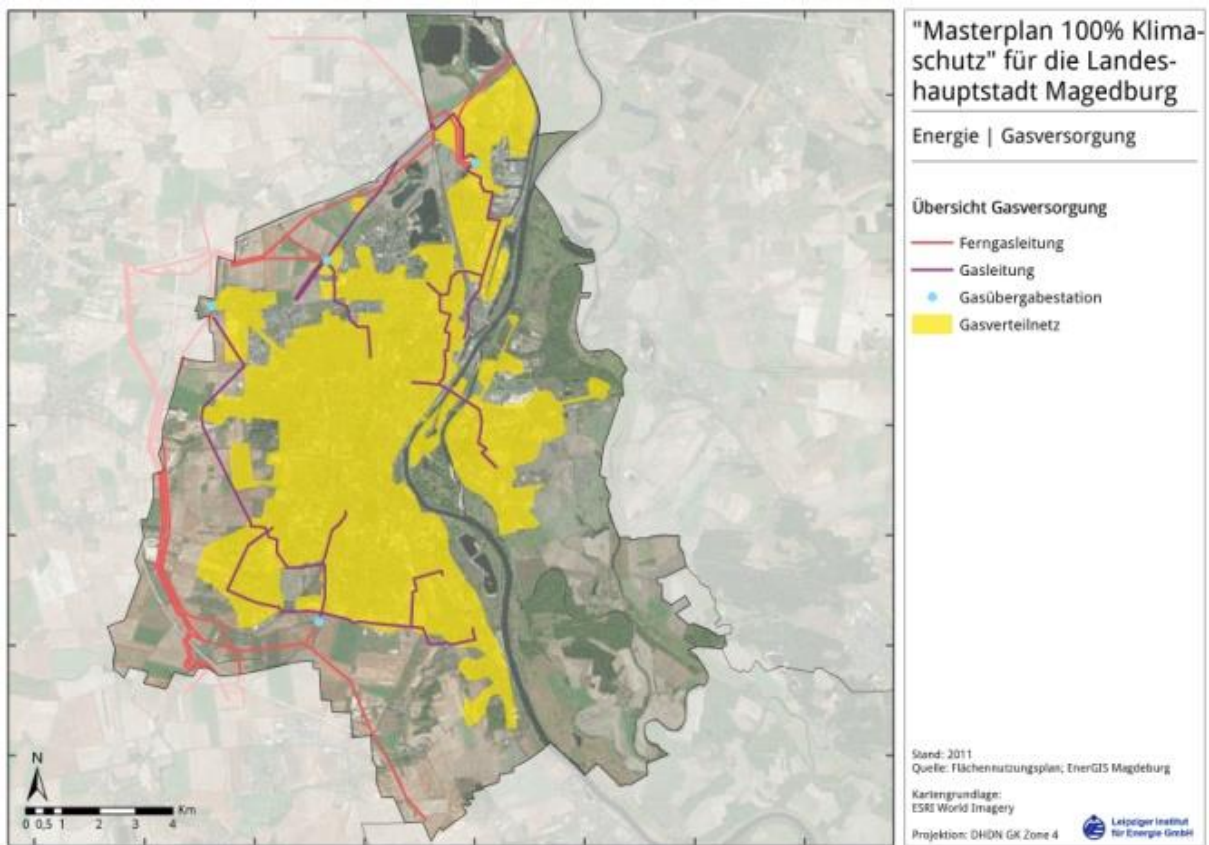 "Masterplan 100% Klima-
schutz" für die Landes-
hauptstadt Magedburg
Energie | Gasversorgung
Übersicht Gasversorgung
Ferngasleitung
Gasleitung
Gasübergabestation
Gasverteilnetz
N
0 0,5 1 2 3 4 Km
Stand: 2011
Quelle: Flächennutzungsplan; EnerGIS Magdeburg
Kartengrundlage:
ESRI World Imagery
Projektion: DHDN GK Zone 4
Leipziger Institut
für Energie GmbH